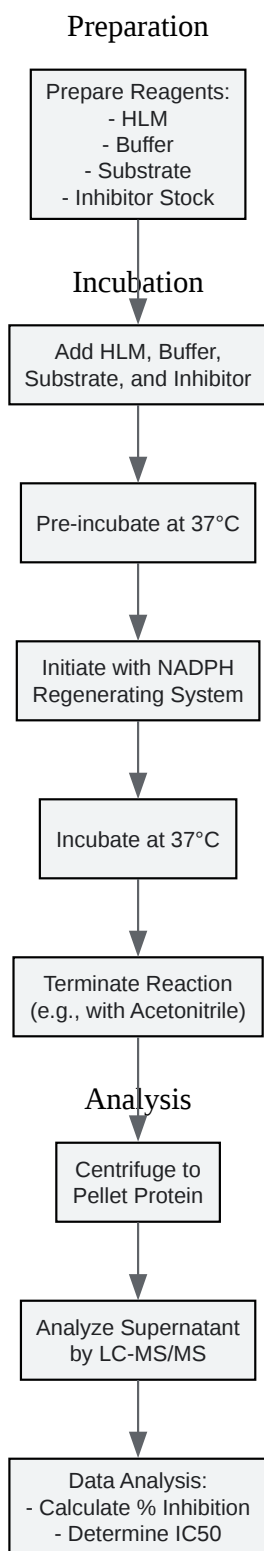 Preparation
Prepare Reagents:
- HLM
- Buffer
- Substrate
- Inhibitor Stock
Incubation
Add HLM, Buffer,
Substrate, and Inhibitor
Pre-incubate at 37°C
Initiate with NADPH
Regenerating System
Incubate at 37°C
Terminate Reaction
(e.g., with Acetonitrile)
Analysis
Centrifuge to
Pellet Protein
Analyze Supernatant
by LC-MS/MS
Data Analysis:
- Calculate % Inhibition
- Determine IC50